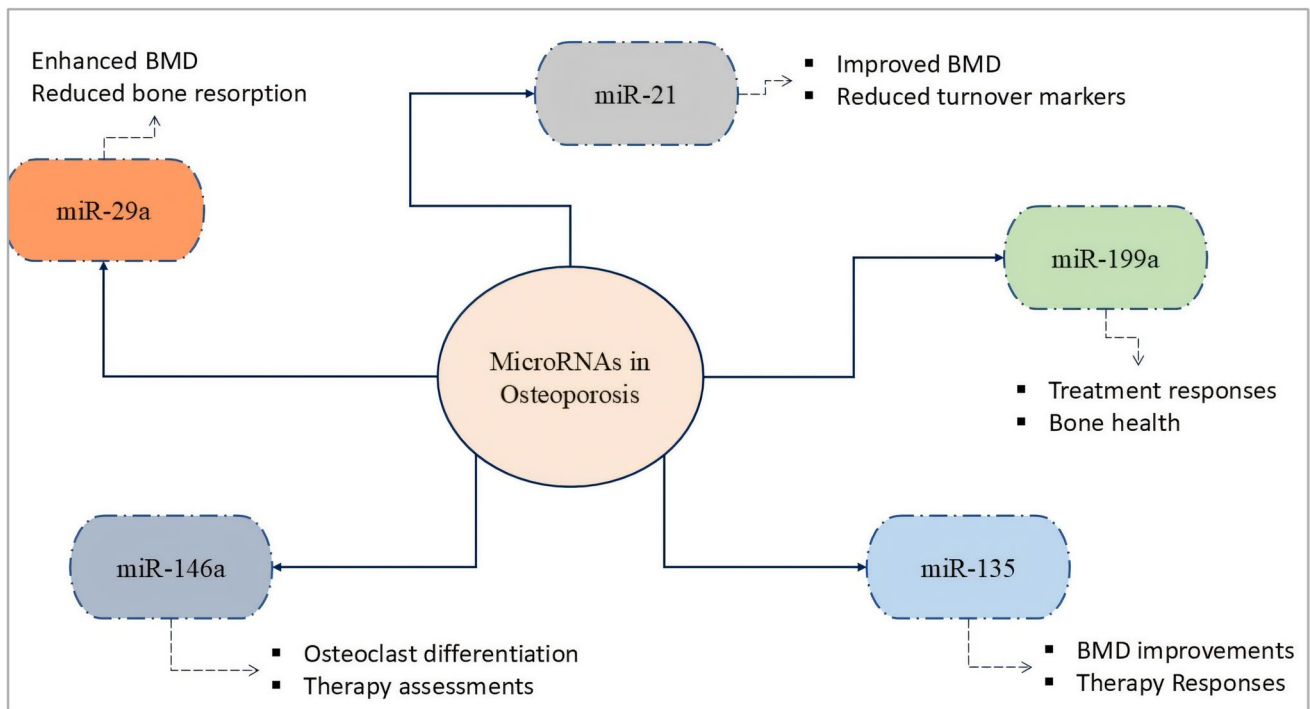 Enhanced BMD
Reduced bone resorption
miR-21
▪ Improved BMD
▪ Reduced turnover markers
miR-29a
miR-199a
▪ Treatment responses
▪ Bone health
MicroRNAs in
Osteoporosis
miR-146a
▪ Osteoclast differentiation
▪ Therapy assessments
miR-135
▪ BMD improvements
▪ Therapy Responses